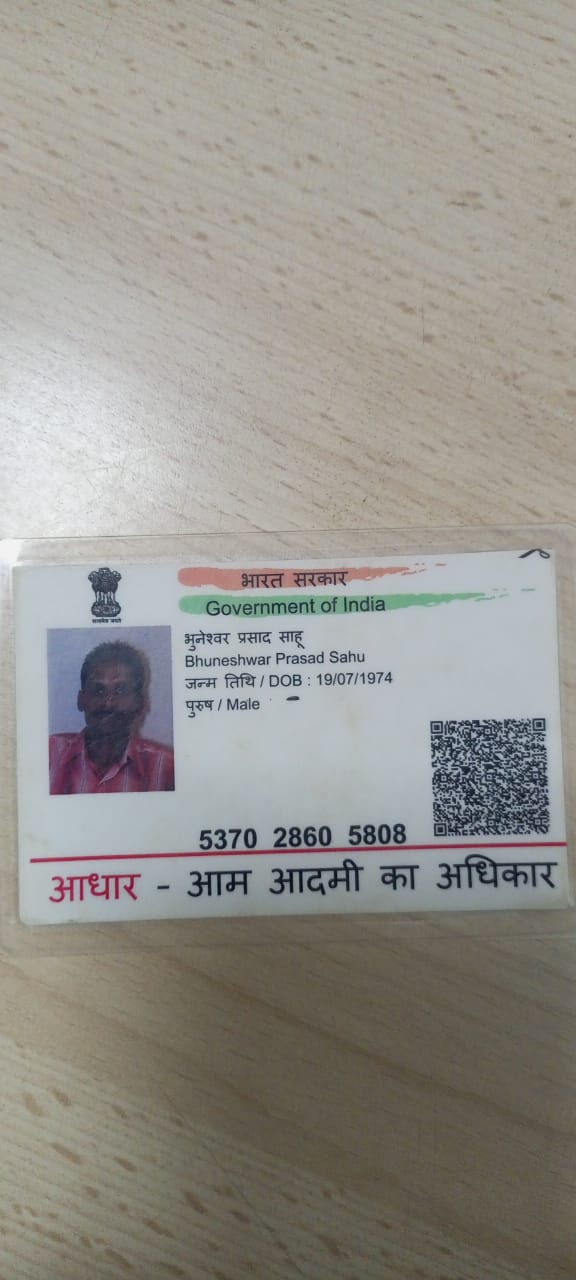 भारत सरकार
Government of India
सत्यमेव जयते
भुनेश्वर प्रसाद साहू
Bhuneshwar Prasad Sahu
जन्म तिथि / DOB : 19/07/1974
पुरुष / Male
5370 2860 5808
आधार - आम आदमी का अधिकार